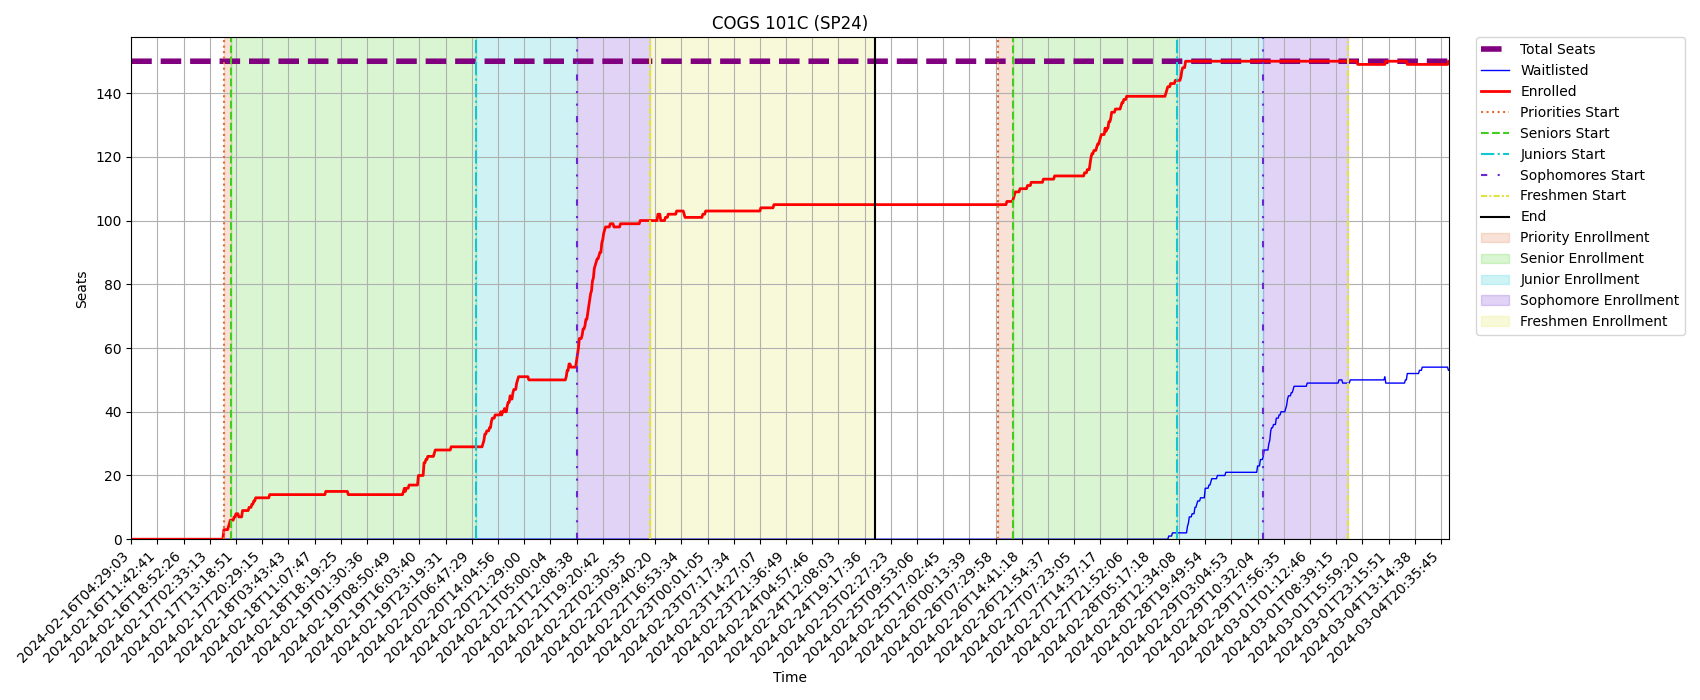 COGS 101C (SP24)
Seats
140
120
100
80
60
40
20
0
2024-02-16T04:29:03
2024-02-16T11:42:41
2024-02-16T18:52:26
2024-02-17T02:33:13
2024-02-17T13:18:51
2024-02-17T20:29:15
2024-02-18T03:43:43
2024-02-18T11:07:47
2024-02-18T18:19:25
2024-02-19T01:30:36
2024-02-19T08:50:49
2024-02-19T16:03:40
2024-02-19T23:19:31
2024-02-20T06:47:29
2024-02-20T14:04:56
2024-02-20T21:29:00
2024-02-21T05:00:04
2024-02-21T12:08:38
2024-02-21T19:20:42
2024-02-22T02:30:35
2024-02-22T09:40:20
2024-02-22T16:53:34
2024-02-23T00:01:05
2024-02-23T07:17:34
2024-02-23T14:27:07
2024-02-23T21:36:49
2024-02-24T04:57:46
2024-02-24T12:08:03
2024-02-24T19:17:36
2024-02-25T02:27:23
2024-02-25T09:53:06
2024-02-25T17:02:45
2024-02-26T00:13:39
2024-02-26T07:29:58
2024-02-26T14:41:18
2024-02-26T21:54:37
2024-02-27T07:23:05
2024-02-27T14:37:17
2024-02-27T21:52:06
2024-02-28T05:17:18
2024-02-28T12:34:08
2024-02-28T19:49:54
2024-02-29T03:04:53
2024-02-29T10:32:04
2024-02-29T17:56:35
2024-03-01T01:12:46
2024-03-01T08:39:15
2024-03-01T15:59:20
2024-03-01T23:15:51
2024-03-04T13:14:38
2024-03-04T20:35:45
Time
Total Seats
Waitlisted
Enrolled
Priorities Start
Seniors Start
Juniors Start
Sophomores Start
Freshmen Start
End
Priority Enrollment
Senior Enrollment
Junior Enrollment
Sophomore Enrollment
Freshmen Enrollment